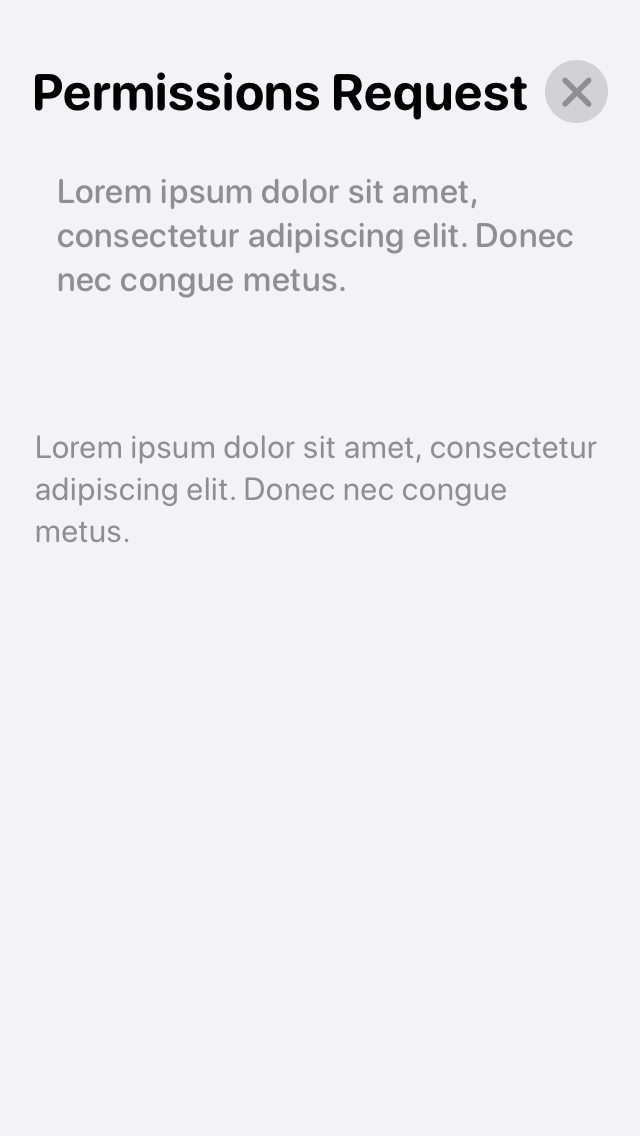 Permissions Request
Lorem ipsum dolor sit amet,
consectetur adipiscing elit. Donec
nec congue metus.
Lorem ipsum dolor sit amet, consectetur
adipiscing elit. Donec nec congue
metus.